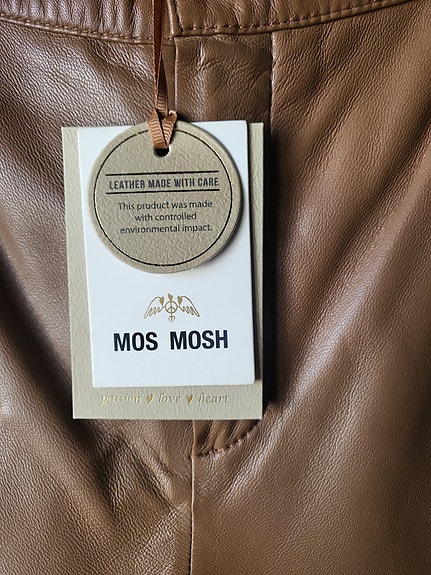 LEATHER MADE WITH CARE
This product was made
with controlled
environmental impact.
MOS MOSH
passion love heart